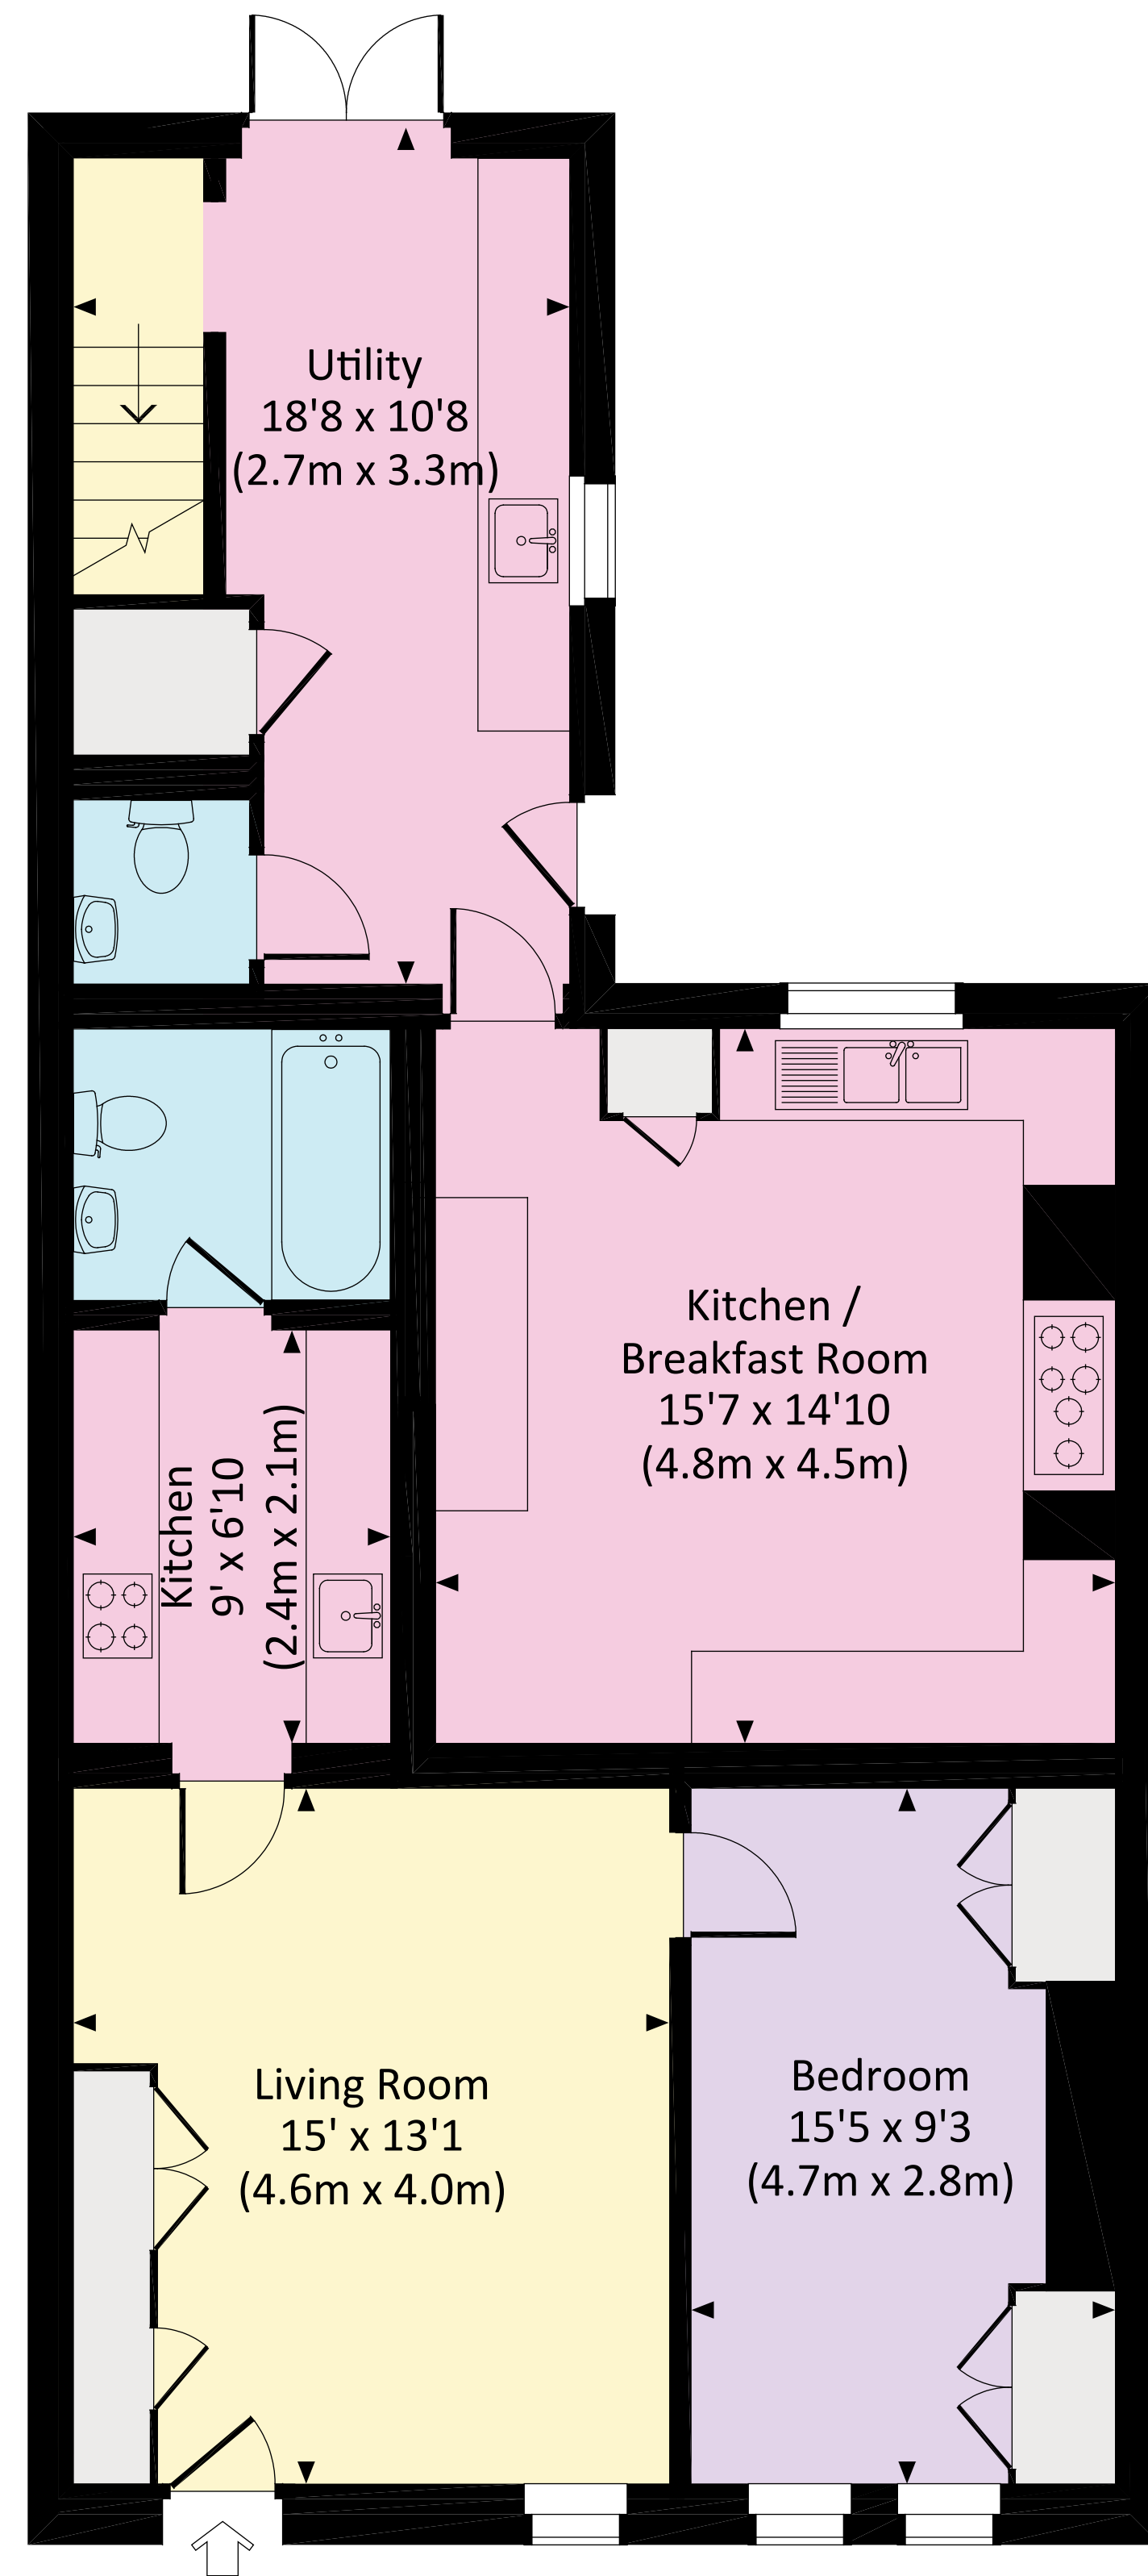 Utility
18'8 x 10'8
(2.7m x 3.3m)
Kitchen /
Breakfast Room
15'7 x 14'10
(4.8m x 4.5m)
Kitchen
9' x 6'10
(2.4m x 2.1m)
Living Room
15' x 13'1
(4.6m x 4.0m)
Bedroom
15'5 x 9'3
(4.7m x 2.8m)